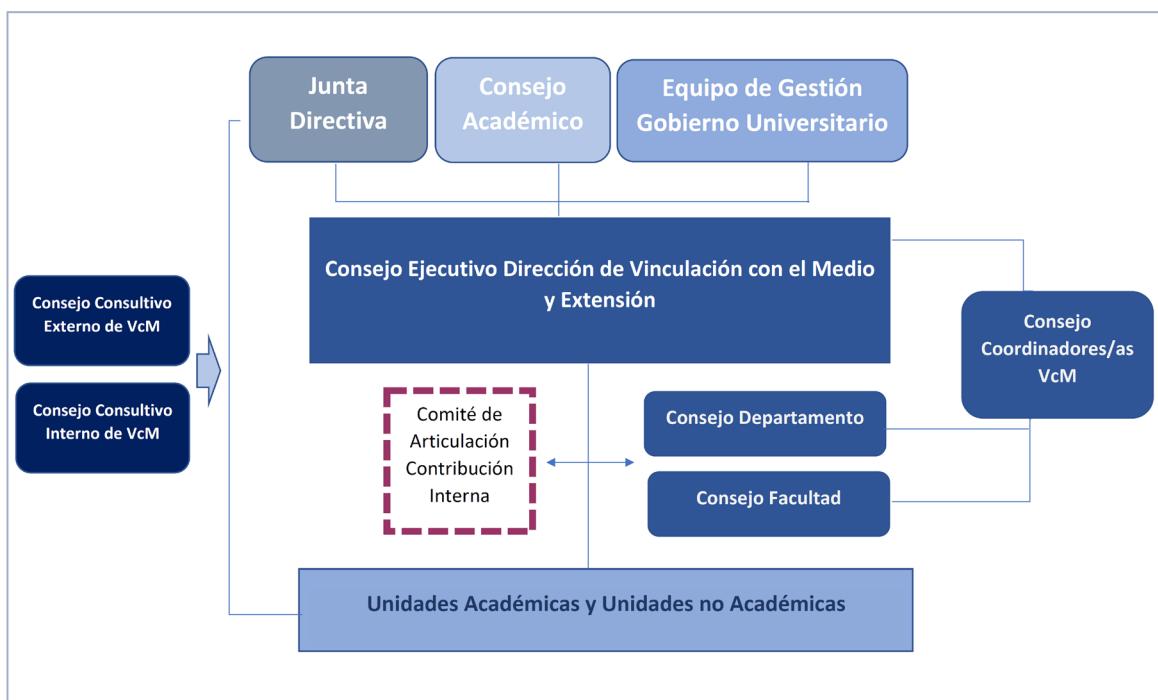 Junta
Directiva
Consejo
Académico
Equipo de Gestión
Gobierno Universitario
Consejo Ejecutivo Dirección de Vinculación con el Medio
y Extensión
Consejo Consultivo
Externo de VcM
Consejo Consultivo
Interno de VcM
Consejo
Coordinadores/as
VcM
Comité de
Articulación
Contribución
Interna
Consejo Departamento
Consejo Facultad
Unidades Académicas y Unidades no Académicas